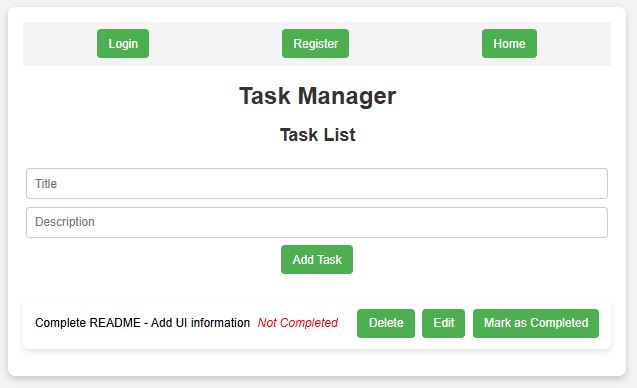 Login Register Home
Task Manager
Task List
Title
Description
Add Task
Complete README - Add UI information Not Completed Delete Edit Mark as Completed